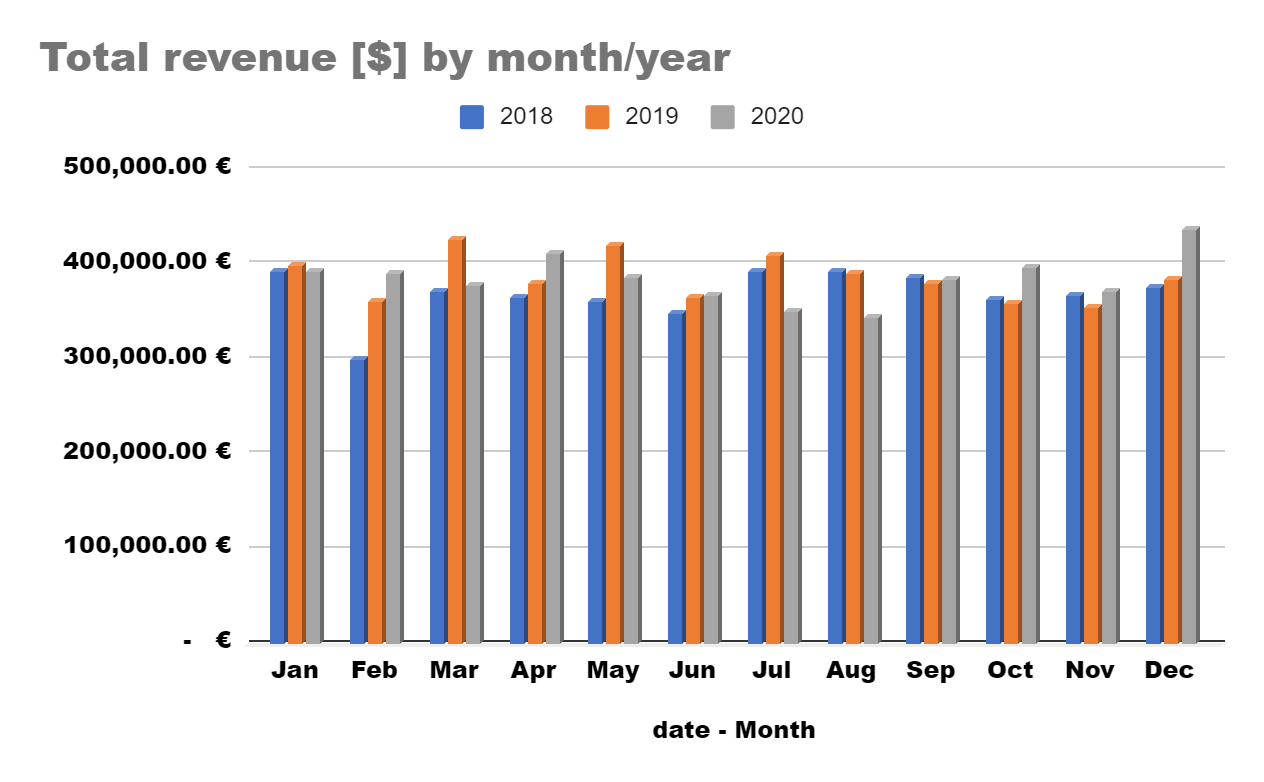 Total revenue [$] by month/year
2018 2019 2020
500,000.00 €
400,000.00 €
300,000.00 €
200,000.00 €
100,000.00 €
- €
Jan Feb Mar Apr May Jun Jul Aug Sep Oct Nov Dec
date - Month